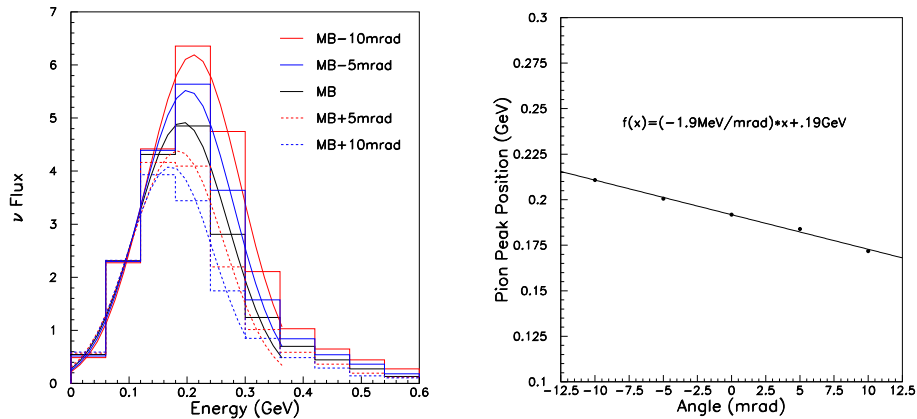 ν Flux
7
6
5
4
3
2
1
0
MB−10mrad
MB−5mrad
MB
MB+5mrad
MB+10mrad
0 0.1 0.2 0.3 0.4 0.5 0.6
Energy (GeV)
Pion Peak Position (GeV)
0.3
0.275
0.25
0.225
0.2
0.175
0.15
0.125
0.1
f(x)=(−1.9MeV/mrad)*x+.19GeV
−12.5 −10 −7.5 −5 −2.5 0 2.5 5 7.5 10 12.5
Angle (mrad)